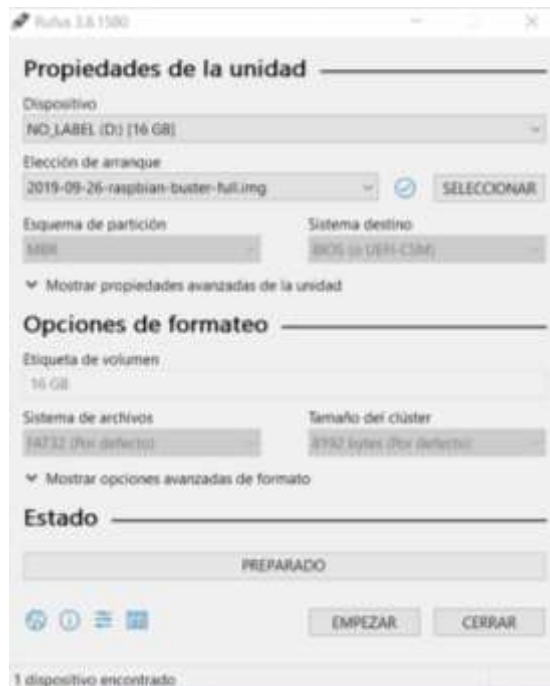 Rufus 3.8.1580
Propiedades de la unidad
Dispositivo
NO_LABEL (D:) [16 GB]
Elección de arranque
2019-09-26-raspbian-buster-full.img
SELECCIONAR
Esquema de partición
Sistema destino
MBR
BIOS (o UEFI-CSM)
Mostrar propiedades avanzadas de la unidad
Opciones de formateo
Etiqueta de volumen
16 GB
Sistema de archivos
Tamaño del clúster
FAT32 (Por defecto)
8192 bytes (Por defecto)
Mostrar opciones avanzadas de formato
Estado
PREPARADO
EMPEZAR
CERRAR
1 dispositivo encontrado